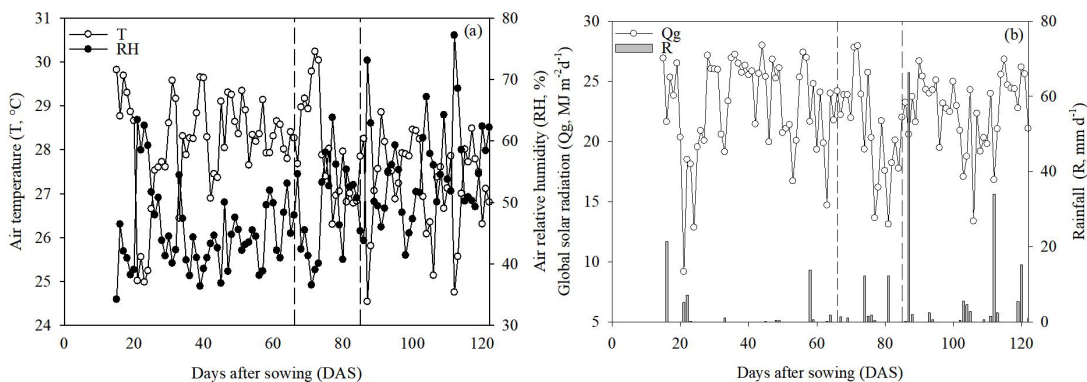 (a)
T
RH
31
30
29
28
27
26
25
24
Air temperature (T, °C)
80
70
60
50
40
30
Air relative humidity (RH, %)
0 20 40 60 80 100 120
Days after sowing (DAS)
(b)
Qg
R
30
25
20
15
10
5
Global solar radiation (Qg, MJ m⁻²d⁻¹)
80
60
40
20
0
Rainfall (R, mm d⁻¹)
0 20 40 60 80 100 120
Days after sowing (DAS)